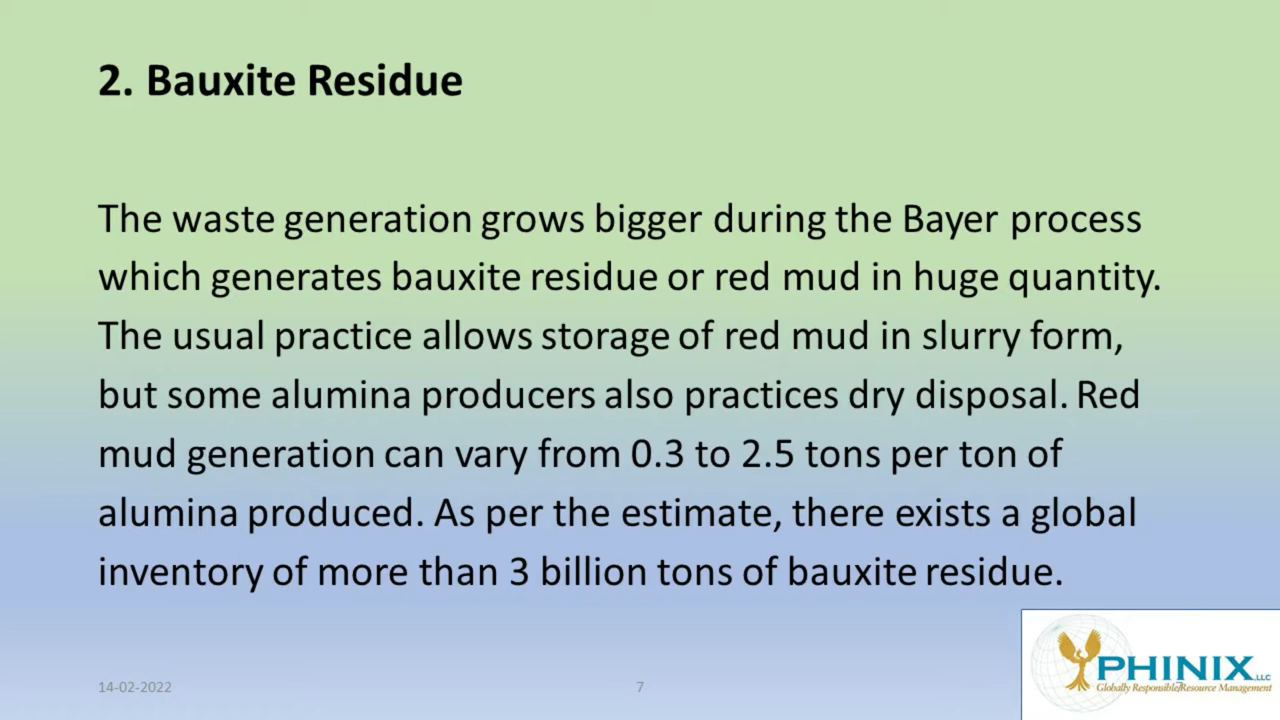 2. Bauxite Residue
The waste generation grows bigger during the Bayer process
which generates bauxite residue or red mud in huge quantity.
The usual practice allows storage of red mud in slurry form,
but some alumina producers also practices dry disposal. Red
mud generation can vary from 0.3 to 2.5 tons per ton of
alumina produced. As per the estimate, there exists a global
inventory of more than 3 billion tons of bauxite residue.
PHINIX LLC
Globally Responsible Resource Management
14-02-2022
7
7